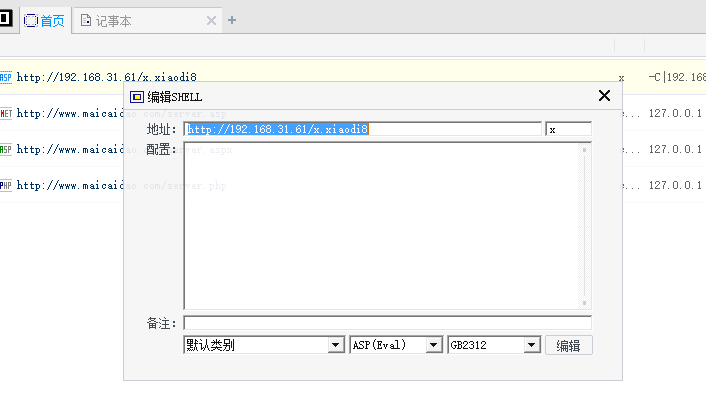 首页 记事本 +
ASP http://192.168.31.61/x.xiaodi8 x -C|192.168
NET http://www.maicaidao.com/server.asp e... 127.0.0.1
ASP http://www.maicaidao.com/server.aspx e... 127.0.0.1
PHP http://www.maicaidao.com/server.php e... 127.0.0.1
编辑SHELL
地址: http://192.168.31.61/x.xiaodi8 x
配置:
备注:
默认类别 ASP(Eval) GB2312 编辑